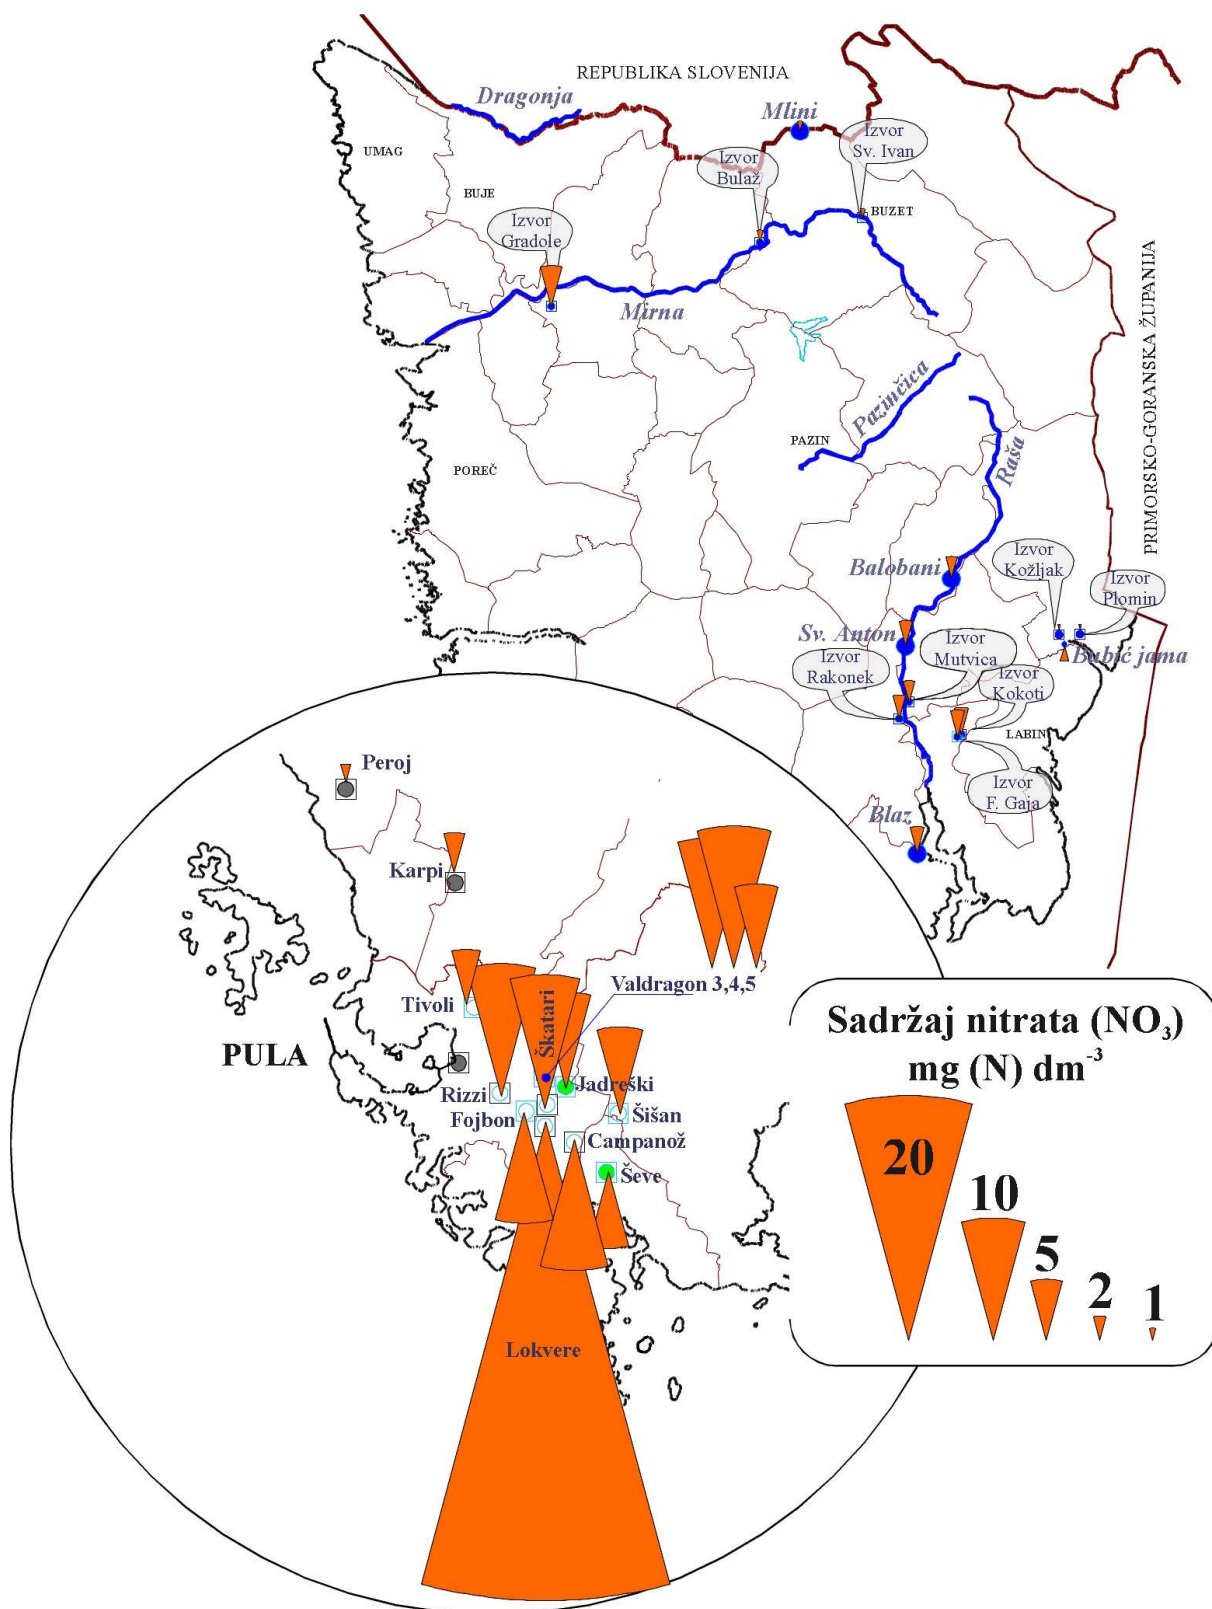 REPUBLIKA SLOVENIJA
Dragonja
Mlini
Izvor
Sv. Ivan
UMAG
Izvor
Bulaž
BUJE
BUZET
Izvor
Gradole
Mirna
PRIMORSKO-GORANSKA ŽUPANIJA
Pazinčica
PAZIN
Raša
POREČ
Izvor
Kožljak
Balobani
Izvor
Plomin
Sv. Anton
Izvor
Mutvica
Bubić jama
Izvor
Rakonek
Izvor
Kokoti
LABIN
Izvor
F. Gaja
Blaz
Peroj
Karpi
Tivoli
Škatari
Valdragon 3,4,5
PULA
Rizzi
Jadreški
Fojbon
Šišan
Campanož
Ševe
Lokvere
Sadržaj nitrata (NO₃)
mg (N) dm⁻³
20
10
5
2
1